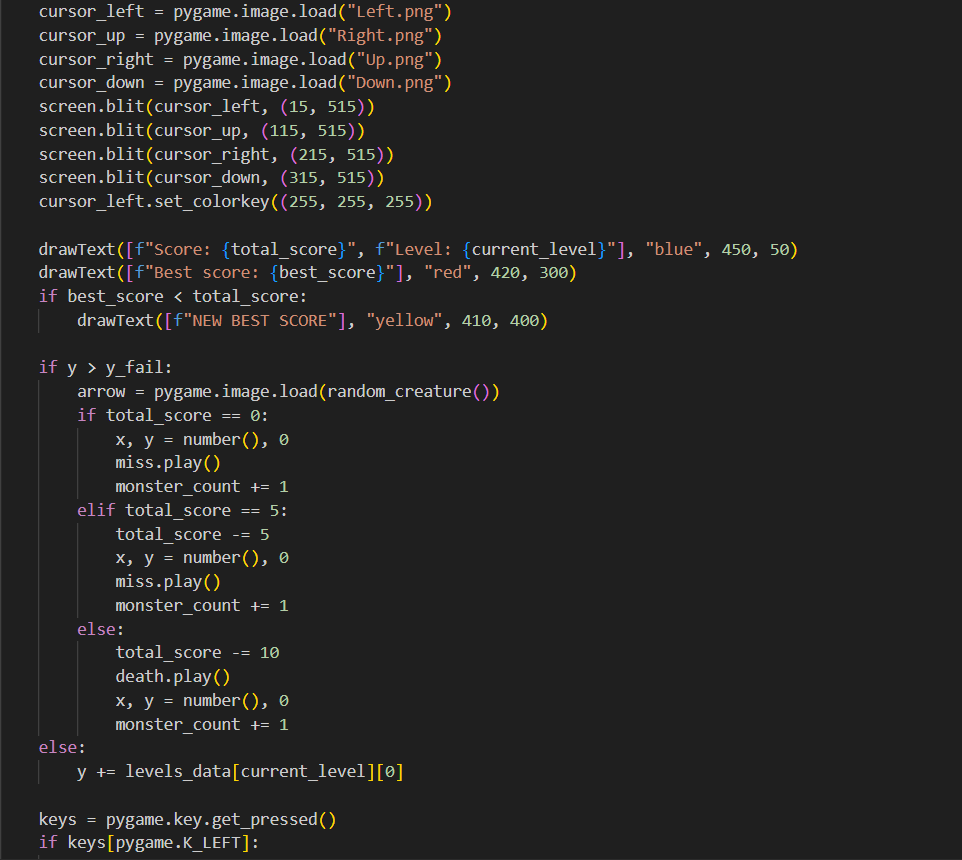 cursor_left = pygame.image.load("Left.png")
cursor_up = pygame.image.load("Right.png")
cursor_right = pygame.image.load("Up.png")
cursor_down = pygame.image.load("Down.png")
screen.blit(cursor_left, (15, 515))
screen.blit(cursor_up, (115, 515))
screen.blit(cursor_right, (215, 515))
screen.blit(cursor_down, (315, 515))
cursor_left.set_colorkey((255, 255, 255))

drawText([f"Score: {total_score}", f"Level: {current_level}"], "blue", 450, 50)
drawText([f"Best score: {best_score}"], "red", 420, 300)
if best_score < total_score:
    drawText([f"NEW BEST SCORE"], "yellow", 410, 400)

if y > y_fail:
    arrow = pygame.image.load(random_creature())
    if total_score == 0:
        x, y = number(), 0
        miss.play()
        monster_count += 1
    elif total_score == 5:
        total_score -= 5
        x, y = number(), 0
        miss.play()
        monster_count += 1
    else:
        total_score -= 10
        death.play()
        x, y = number(), 0
        monster_count += 1
else:
    y += levels_data[current_level][0]

keys = pygame.key.get_pressed()
if keys[pygame.K_LEFT]: